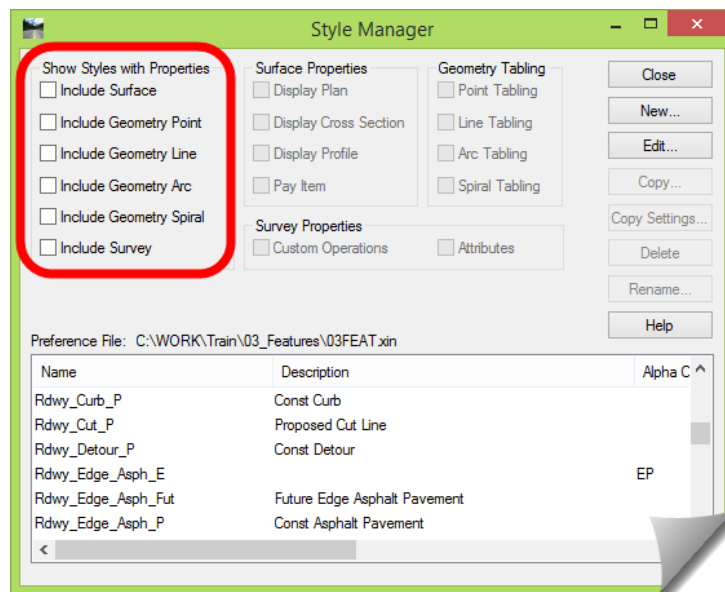 Style Manager
Show Styles with Properties
Include Surface
Include Geometry Point
Include Geometry Line
Include Geometry Arc
Include Geometry Spiral
Include Survey
Surface Properties
Display Plan
Display Cross Section
Display Profile
Pay Item
Geometry Tabling
Point Tabling
Line Tabling
Arc Tabling
Spiral Tabling
Survey Properties
Custom Operations
Attributes
Close
New...
Edit...
Copy...
Copy Settings...
Delete
Rename...
Help
Preference File: C:\WORK\Train\03_Features\03FEAT.xin
Name Description Alpha C
Rdwy_Curb_P Const Curb
Rdwy_Cut_P Proposed Cut Line
Rdwy_Detour_P Const Detour
Rdwy_Edge_Asph_E EP
Rdwy_Edge_Asph_Fut Future Edge Asphalt Pavement
Rdwy_Edge_Asph_P Const Asphalt Pavement